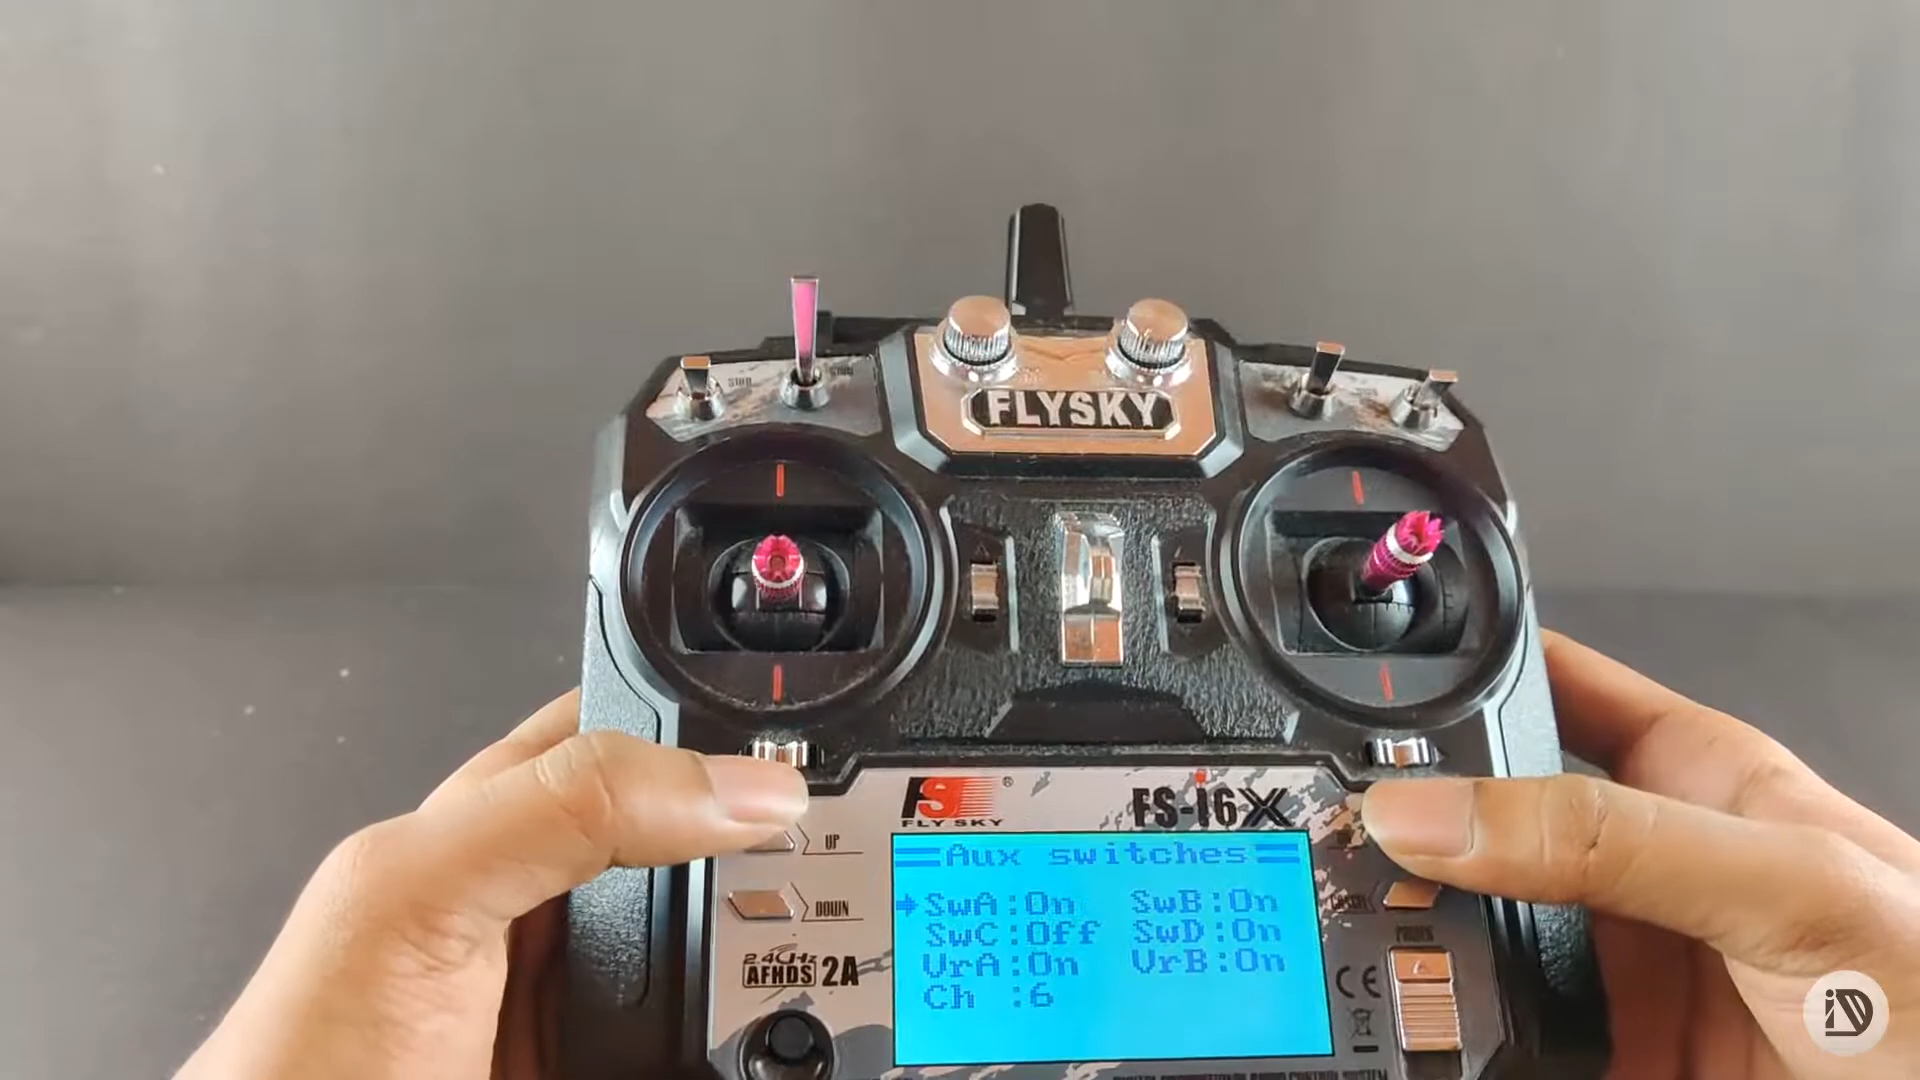 FLYSKY
FLY SKY
®
FS-i6X
UP
DOWN
2.4GHz
AFHDS 2A
Aux switches
SwA:On SwB:On
SwC:Off SwD:On
VrA:On VrB:On
Ch :6
POWER
CE